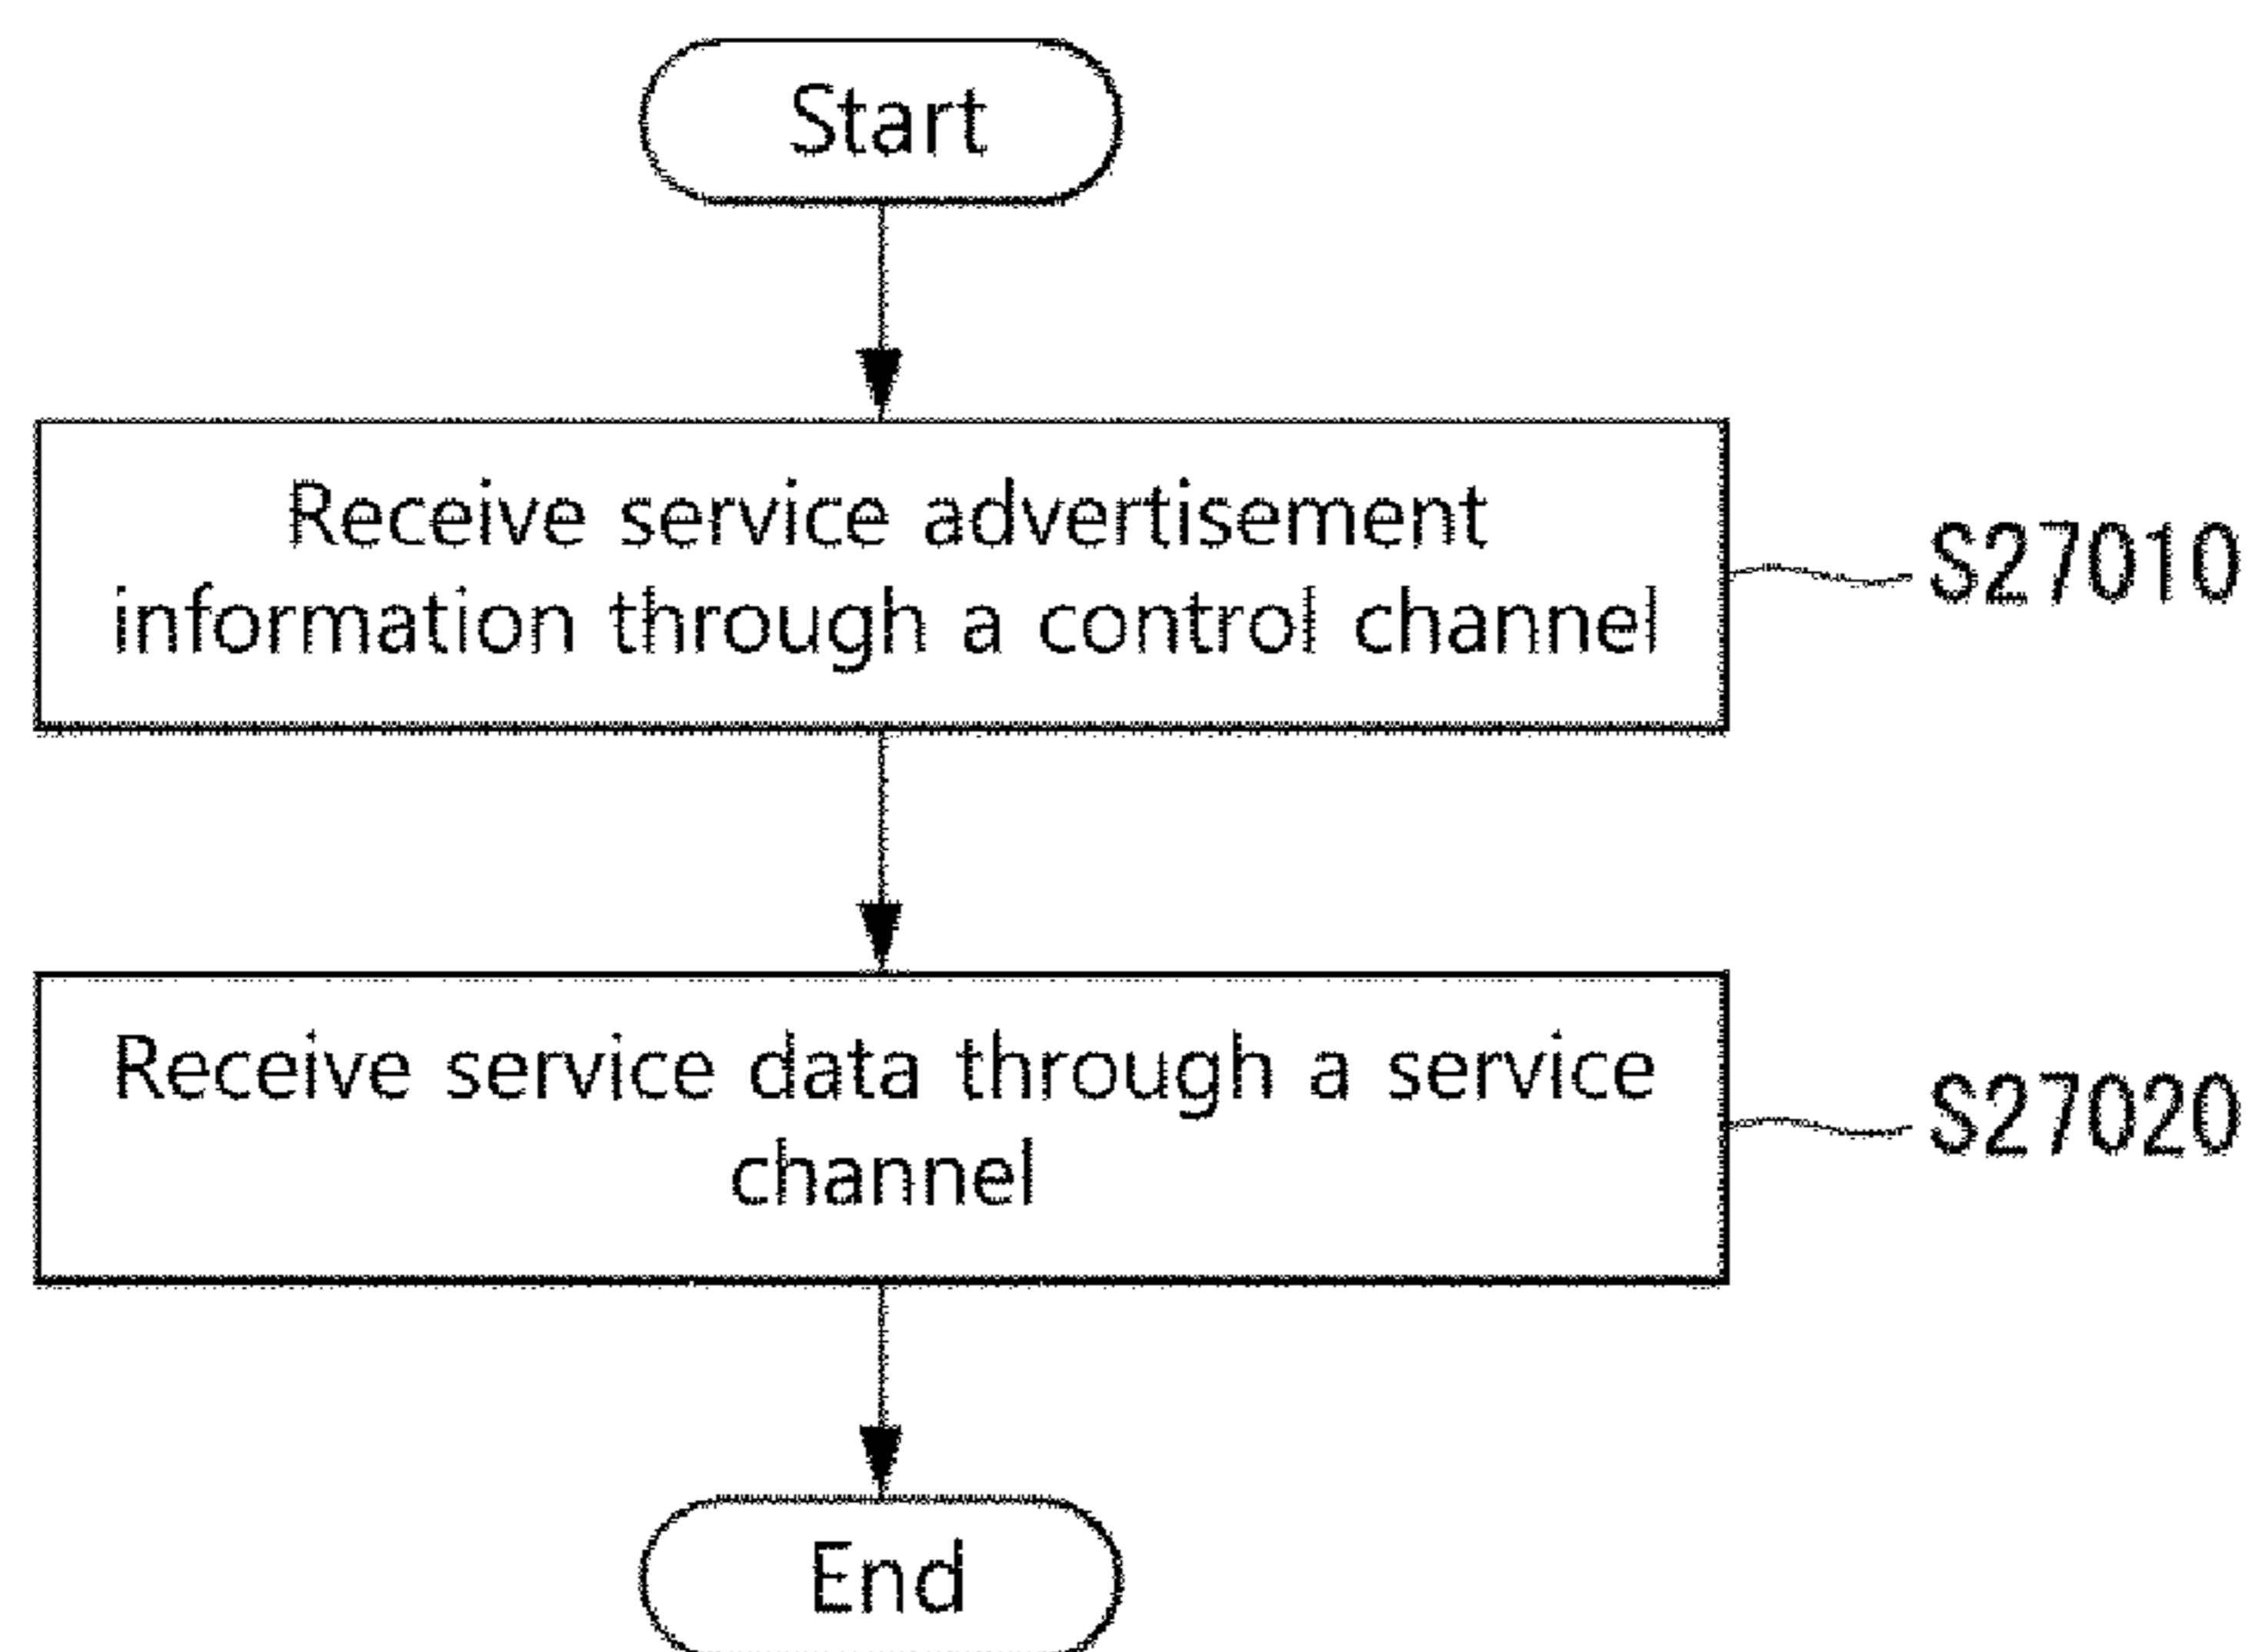 Start
Receive service advertisement
information through a control channel
S27010
Receive service data through a service
channel
S27020
End